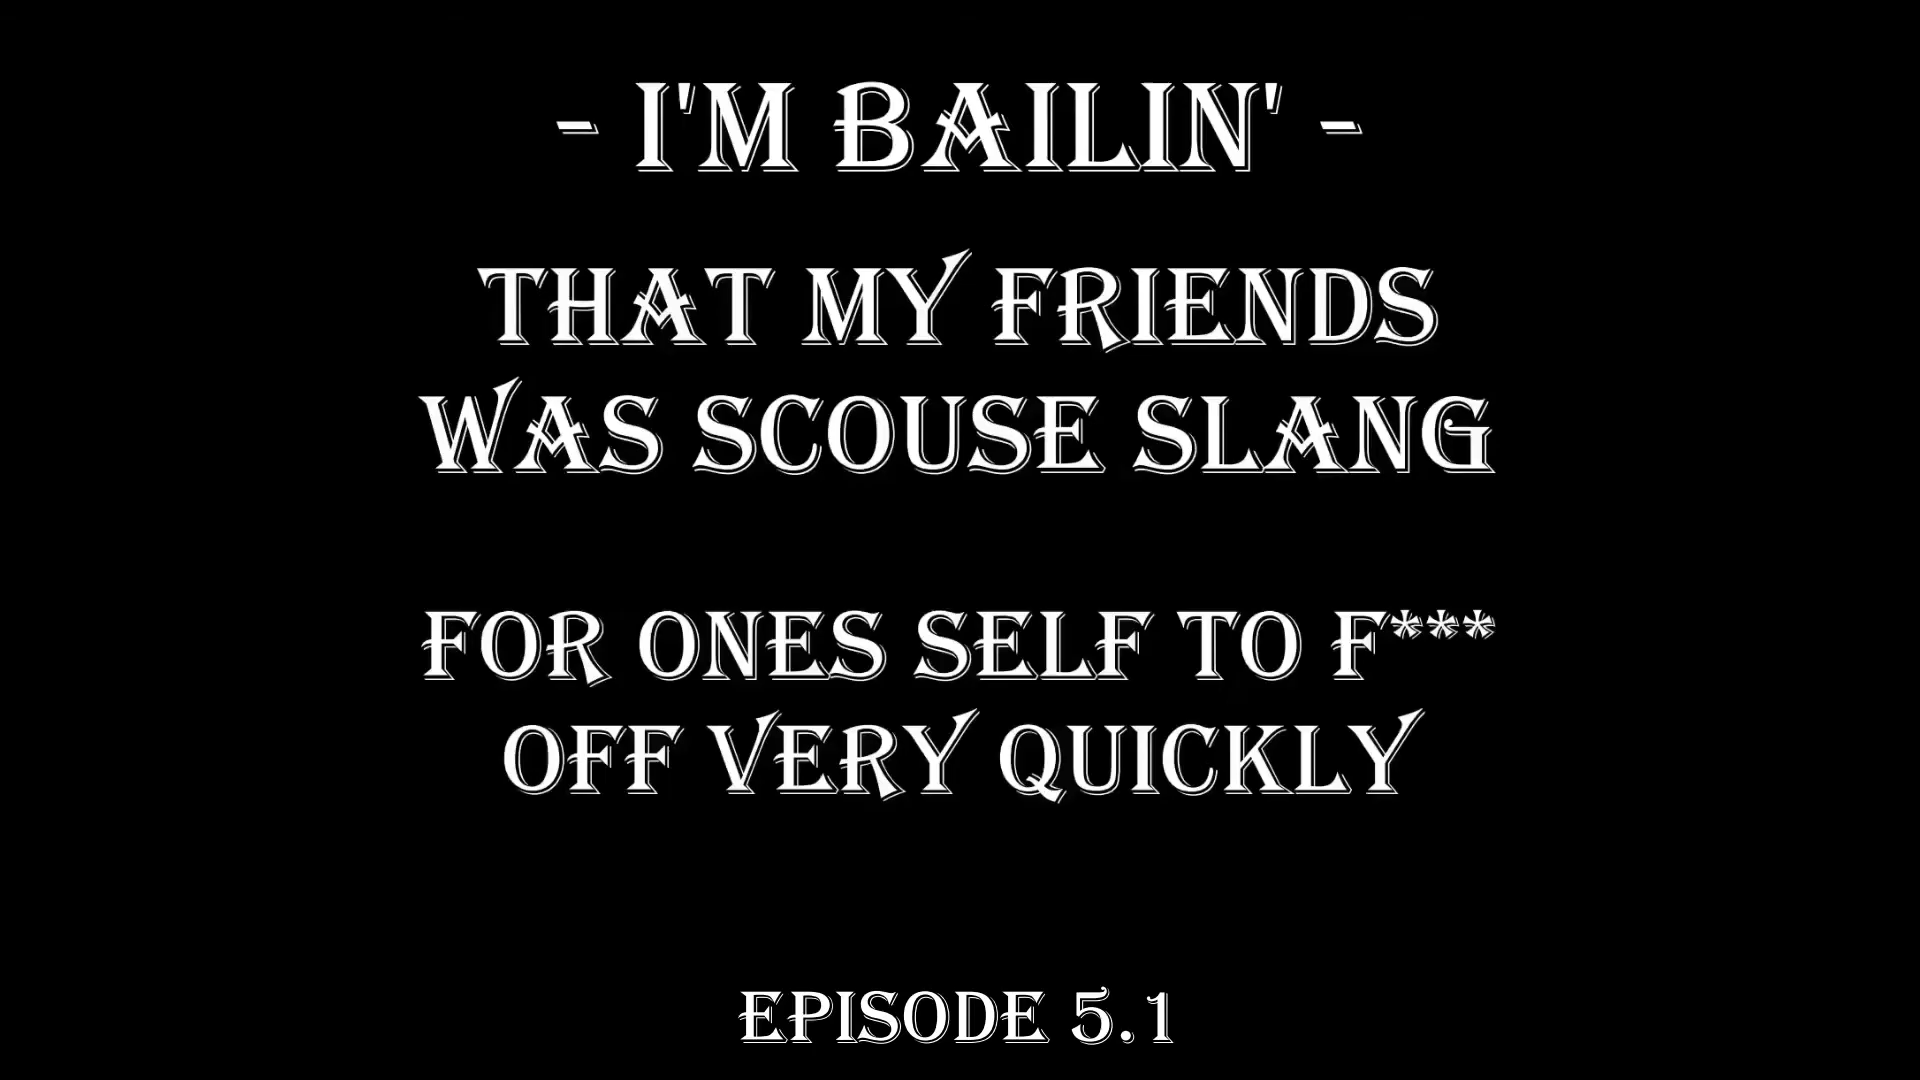 - I'M BAILIN' -
THAT MY FRIENDS
WAS SCOUSE SLANG
FOR ONES SELF TO F***
OFF VERY QUICKLY
EPISODE 5.1